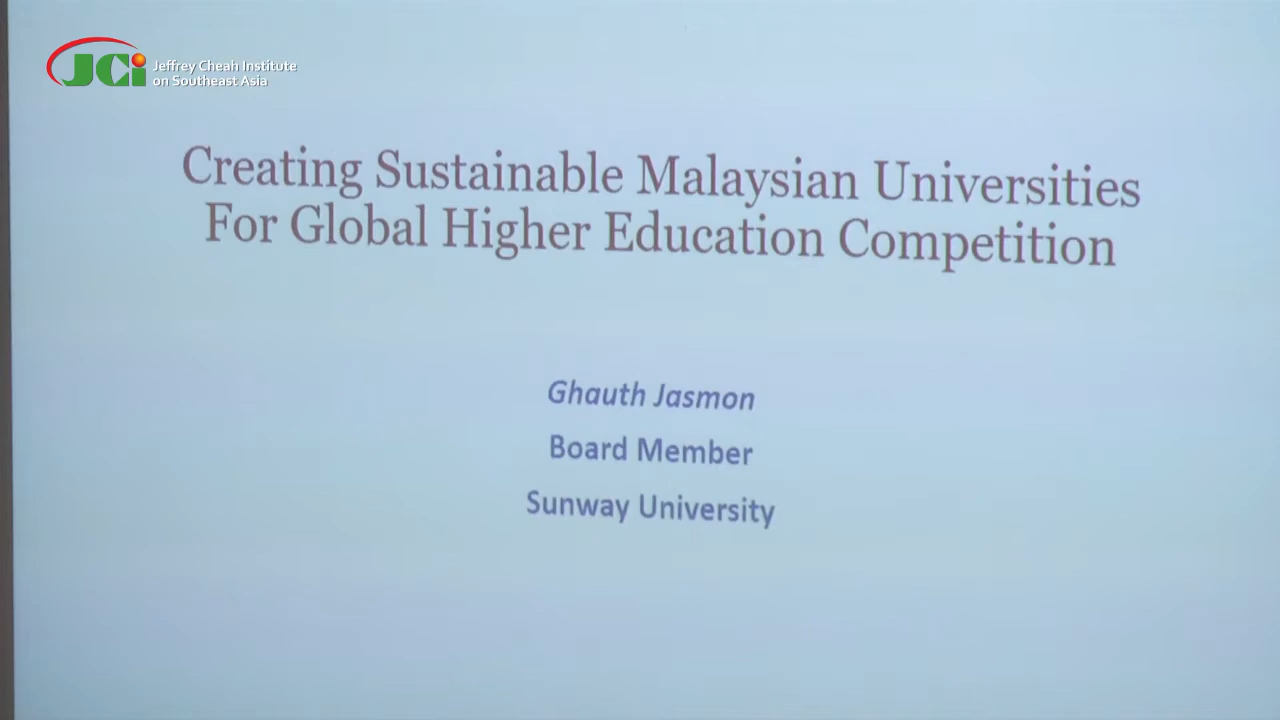 JCi
Jeffrey Cheah Institute
on Southeast Asia
Creating Sustainable Malaysian Universities
For Global Higher Education Competition
Ghauth Jasmon
Board Member
Sunway University